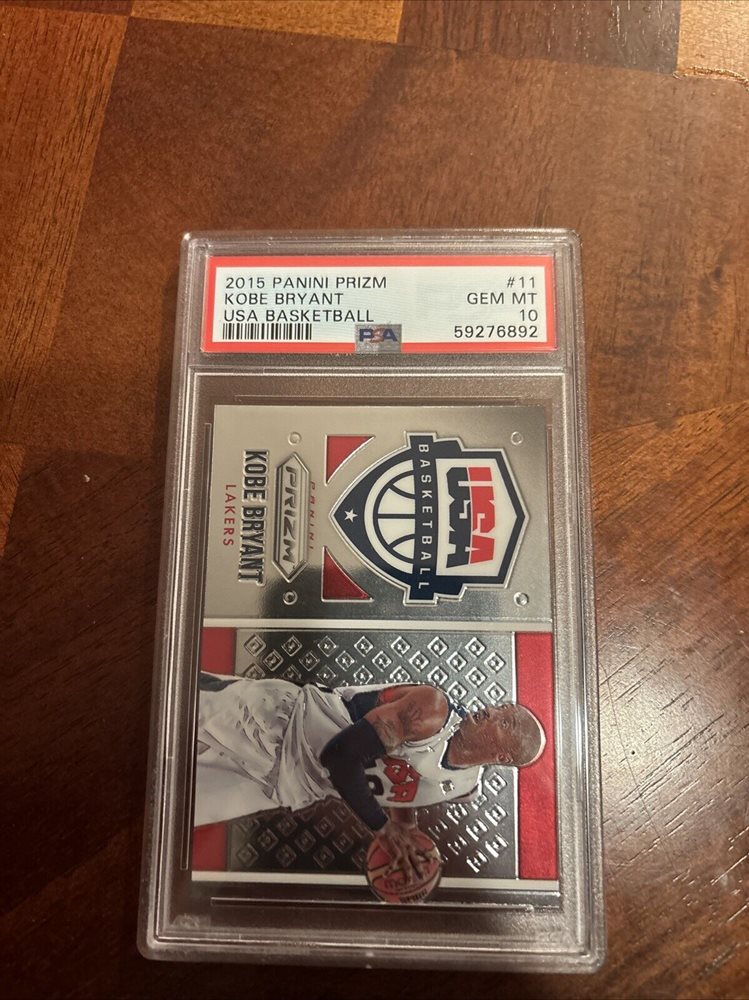 2015 PANINI PRIZM #11
KOBE BRYANT GEM MT
USA BASKETBALL 10
PSA 59276892
USA
BASKETBALL
PANINI
PRIZM
KOBE BRYANT
LAKERS
USA